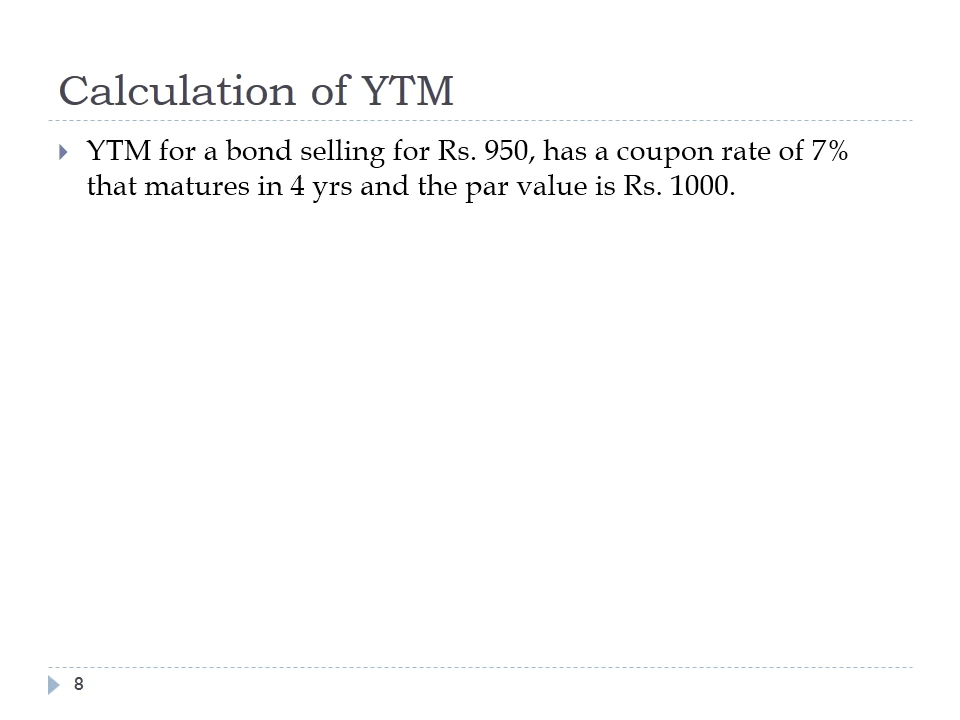 Calculation of YTM
YTM for a bond selling for Rs. 950, has a coupon rate of 7%
that matures in 4 yrs and the par value is Rs. 1000.
8